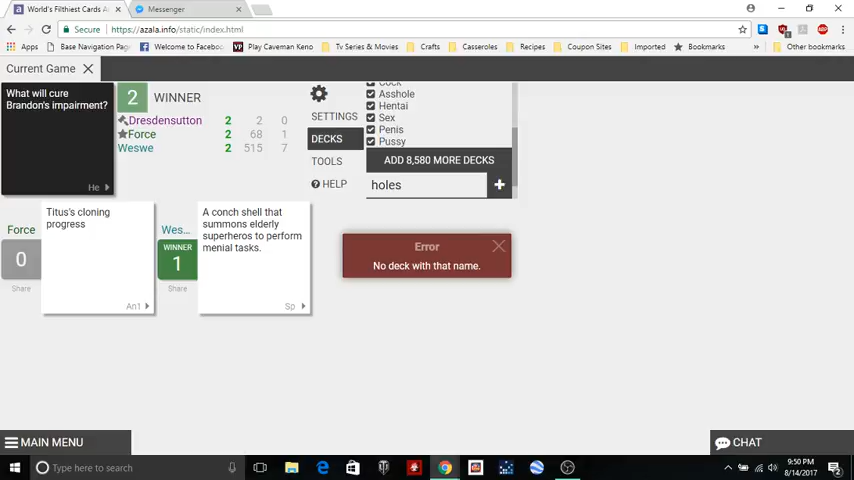 World's Filthiest Cards A
Messenger
Secure
https://azala.info/static/index.html
Apps
Base Navigation Page
Welcome to Facebo
Play Caveman Keno
Tv Series & Movies
Crafts
Casseroles
Recipes
Coupon Sites
Imported
Bookmarks
Other bookmarks
Current Game
What will cure
Brandon's impairment?
He
2 WINNER
Dresdensutton 2 2 0
Force 2 68 1
Weswe 2 515 7
SETTINGS
DECKS
TOOLS
HELP
Cock
Asshole
Hentai
Sex
Penis
Pussy
ADD 8,580 MORE DECKS
holes
Force
0
Share
Titus's cloning
progress
An1
Wes...
WINNER
1
Share
A conch shell that
summons elderly
superheros to perform
menial tasks.
Sp
Error
No deck with that name.
MAIN MENU
CHAT
Type here to search
9:50 PM
8/14/2017
2